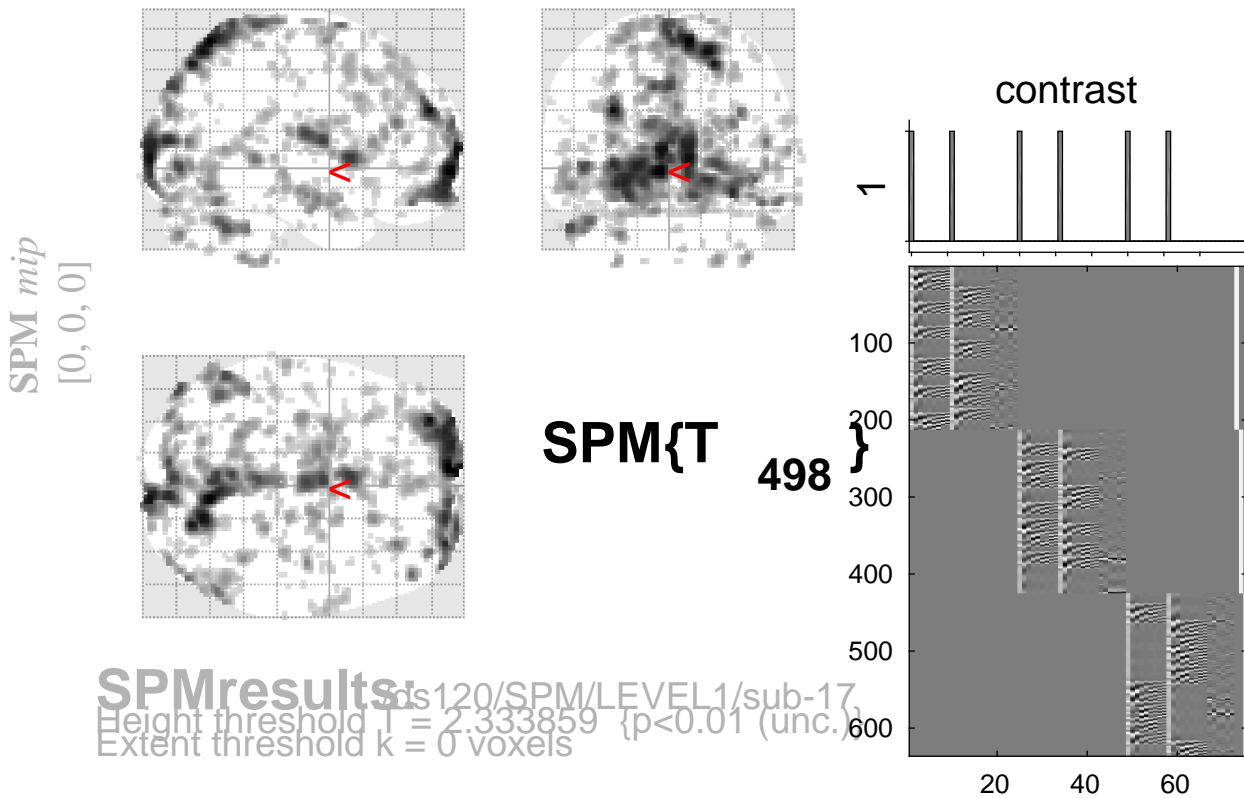 SPM mip
[0, 0, 0]
<
<
<
SPM{T498}
contrast
1
100
200
300
400
500
600
20
40
60
SPMresults: /ds120/SPM/LEVEL1/sub-17
Height threshold T = 2.333859 {p<0.01 (unc.)}
Extent threshold k = 0 voxels